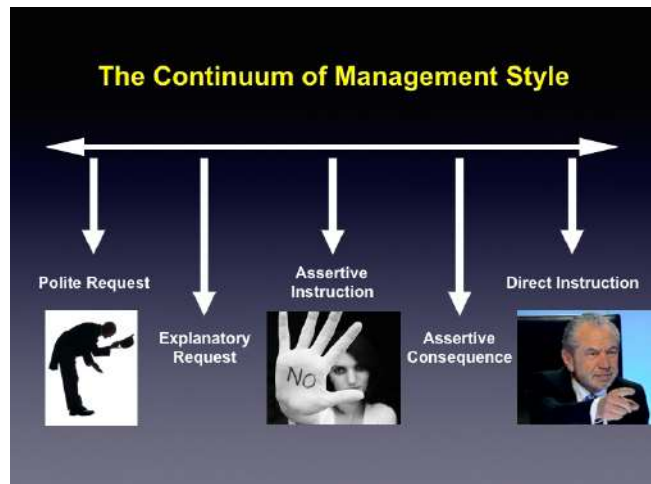 The Continuum of Management Style
Polite Request
Explanatory
Request
Assertive
Instruction
NO
Assertive
Consequence
Direct Instruction